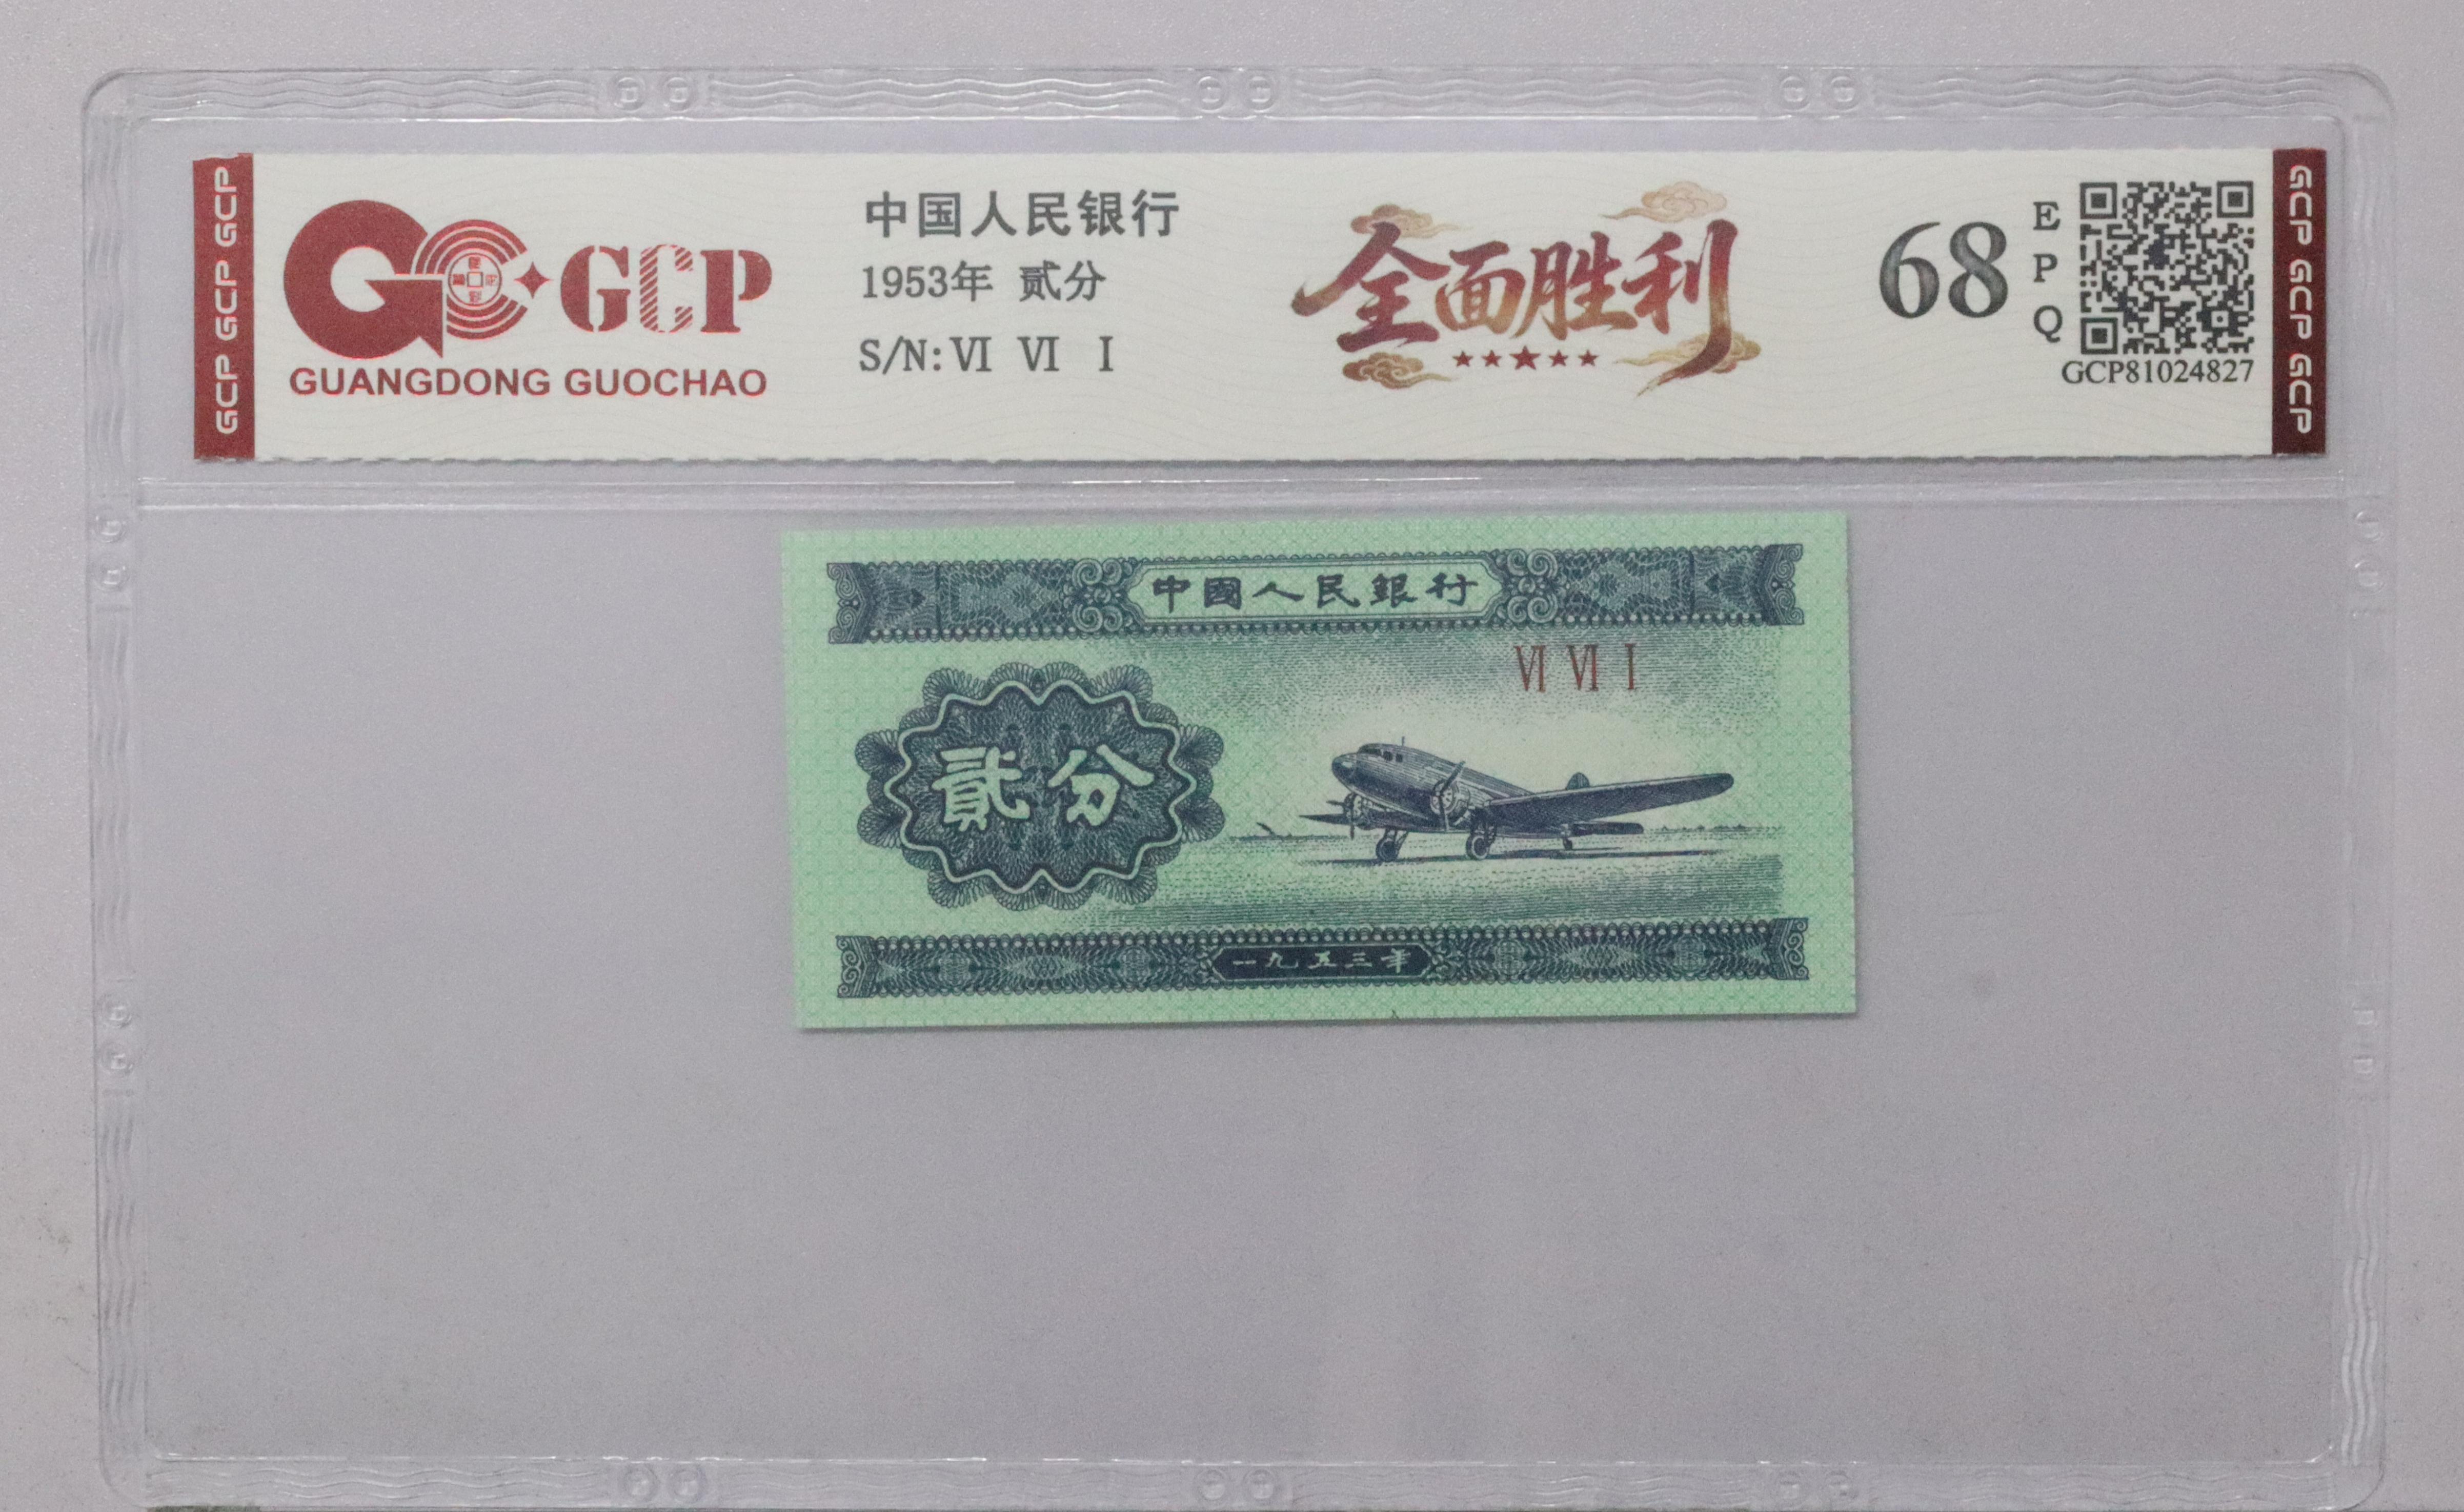 GCP GCP GCP
GCP
GUANGDONG GUOCHAO
中国人民银行
1953年 贰分
S/N: VI VI I
全面胜利
68
E
P
Q
GCP81024827
GCP GCP GCP
中國人民銀行
VI VI I
貳分
一九五三年